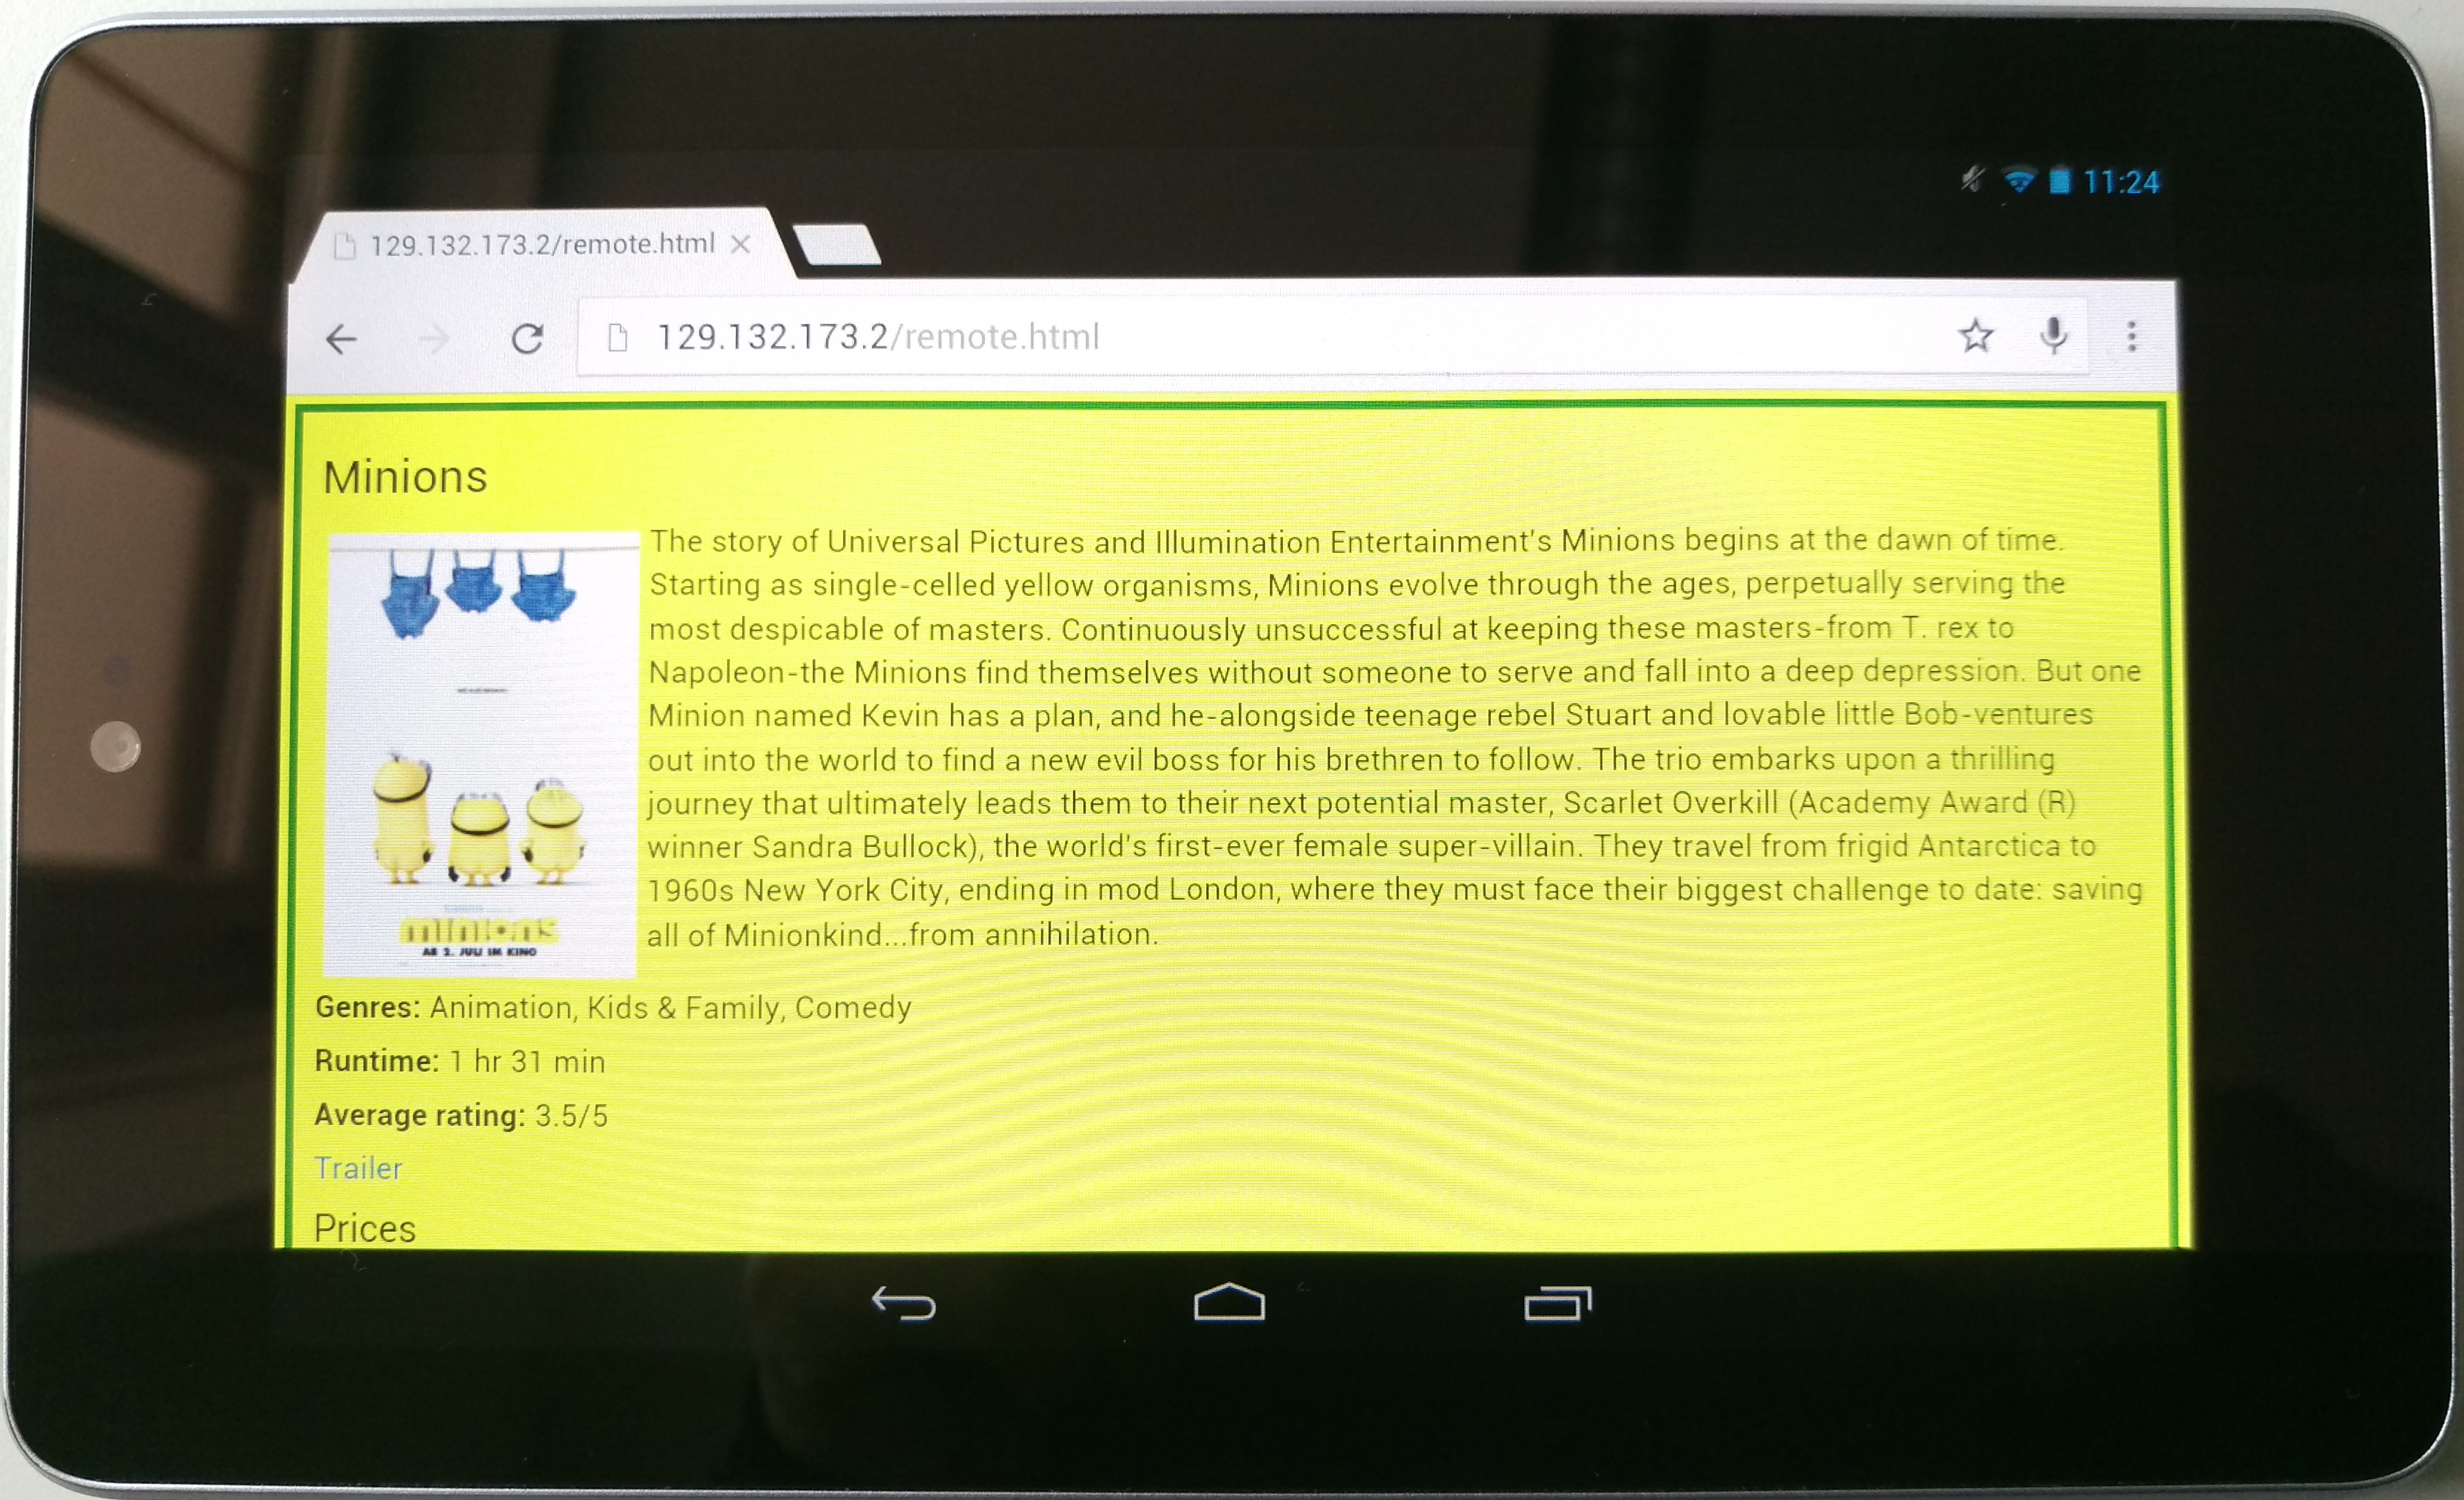 11:24
129.132.173.2/remote.html
129.132.173.2/remote.html
Minions
The story of Universal Pictures and Illumination Entertainment's Minions begins at the dawn of time.
Starting as single-celled yellow organisms, Minions evolve through the ages, perpetually serving the
most despicable of masters. Continuously unsuccessful at keeping these masters-from T. rex to
Napoleon-the Minions find themselves without someone to serve and fall into a deep depression. But one
Minion named Kevin has a plan, and he-alongside teenage rebel Stuart and lovable little Bob-ventures
out into the world to find a new evil boss for his brethren to follow. The trio embarks upon a thrilling
journey that ultimately leads them to their next potential master, Scarlet Overkill (Academy Award (R)
winner Sandra Bullock), the world's first-ever female super-villain. They travel from frigid Antarctica to
1960s New York City, ending in mod London, where they must face their biggest challenge to date: saving
all of Minionkind...from annihilation.
minions
AB 2. JULI IM KINO
Genres: Animation, Kids & Family, Comedy
Runtime: 1 hr 31 min
Average rating: 3.5/5
Trailer
Prices